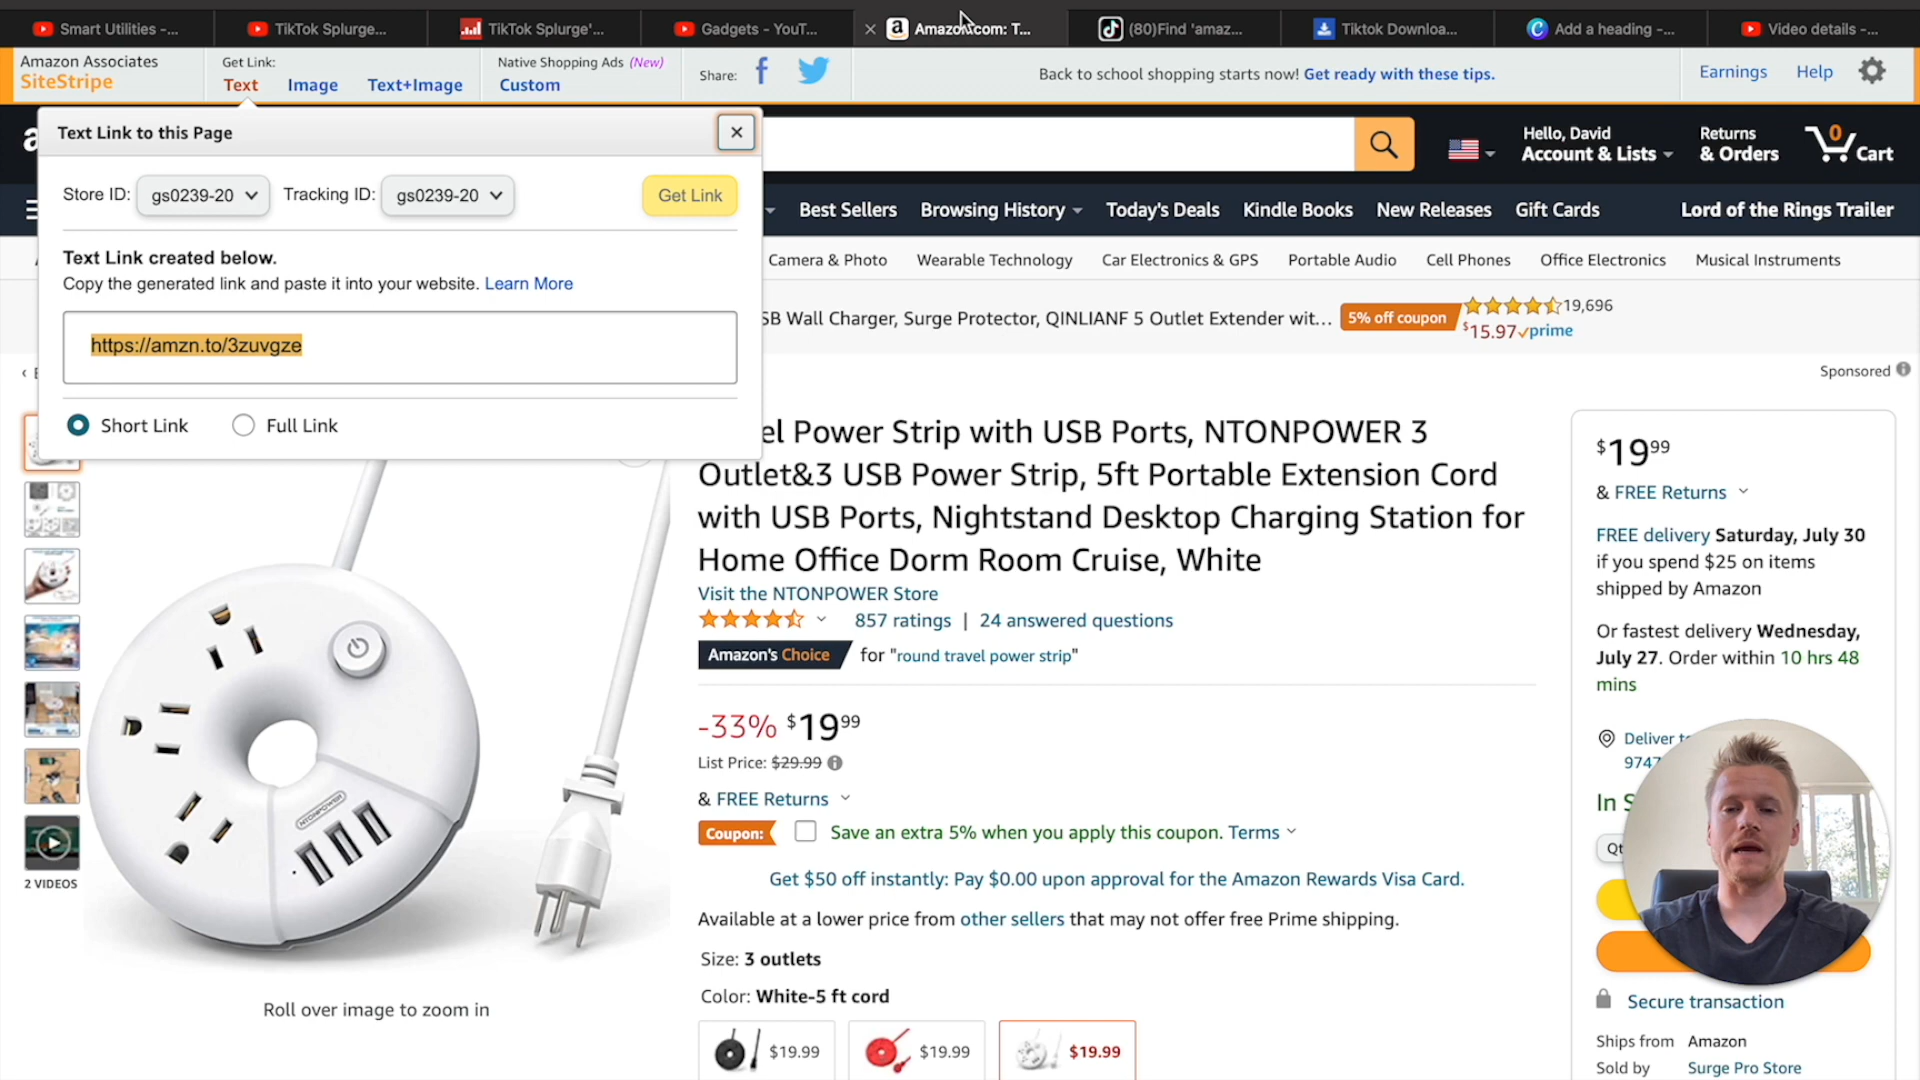 Smart Utilities -...
TikTok Splurge...
TikTok Splurge'...
Gadgets - YouT...
Amazon.com: T...
(80)Find 'amaz...
Tiktok Downloa...
Add a heading -...
Video details -...
Amazon Associates
SiteStripe
Get Link:
Text Image Text+Image
Native Shopping Ads (New)
Custom
Share:
Back to school shopping starts now! Get ready with these tips.
Earnings Help
Text Link to this Page
Store ID: gs0239-20 Tracking ID: gs0239-20 Get Link
Text Link created below.
Copy the generated link and paste it into your website. Learn More
https://amzn.to/3zuvgze
Short Link Full Link
Hello, David
Account & Lists
Returns
& Orders
0
Cart
Best Sellers Browsing History Today's Deals Kindle Books New Releases Gift Cards Lord of the Rings Trailer
Camera & Photo Wearable Technology Car Electronics & GPS Portable Audio Cell Phones Office Electronics Musical Instruments
SB Wall Charger, Surge Protector, QINLIANF 5 Outlet Extender wit... 5% off coupon 19,696
$15.97 prime
Sponsored
el Power Strip with USB Ports, NTONPOWER 3
Outlet&3 USB Power Strip, 5ft Portable Extension Cord
with USB Ports, Nightstand Desktop Charging Station for
Home Office Dorm Room Cruise, White
Visit the NTONPOWER Store
857 ratings | 24 answered questions
Amazon's Choice for "round travel power strip"
-33% $19 99
List Price: $29.99
& FREE Returns
Coupon: Save an extra 5% when you apply this coupon. Terms
Get $50 off instantly: Pay $0.00 upon approval for the Amazon Rewards Visa Card.
Available at a lower price from other sellers that may not offer free Prime shipping.
Size: 3 outlets
Color: White-5 ft cord
$19.99 $19.99 $19.99
NTONPOWER
2 VIDEOS
Roll over image to zoom in
$19 99
& FREE Returns
FREE delivery Saturday, July 30
if you spend $25 on items
shipped by Amazon
Or fastest delivery Wednesday,
July 27. Order within 10 hrs 48
mins
Deliver t
9747
In S
Qt
Secure transaction
Ships from Amazon
Sold by Surge Pro Store